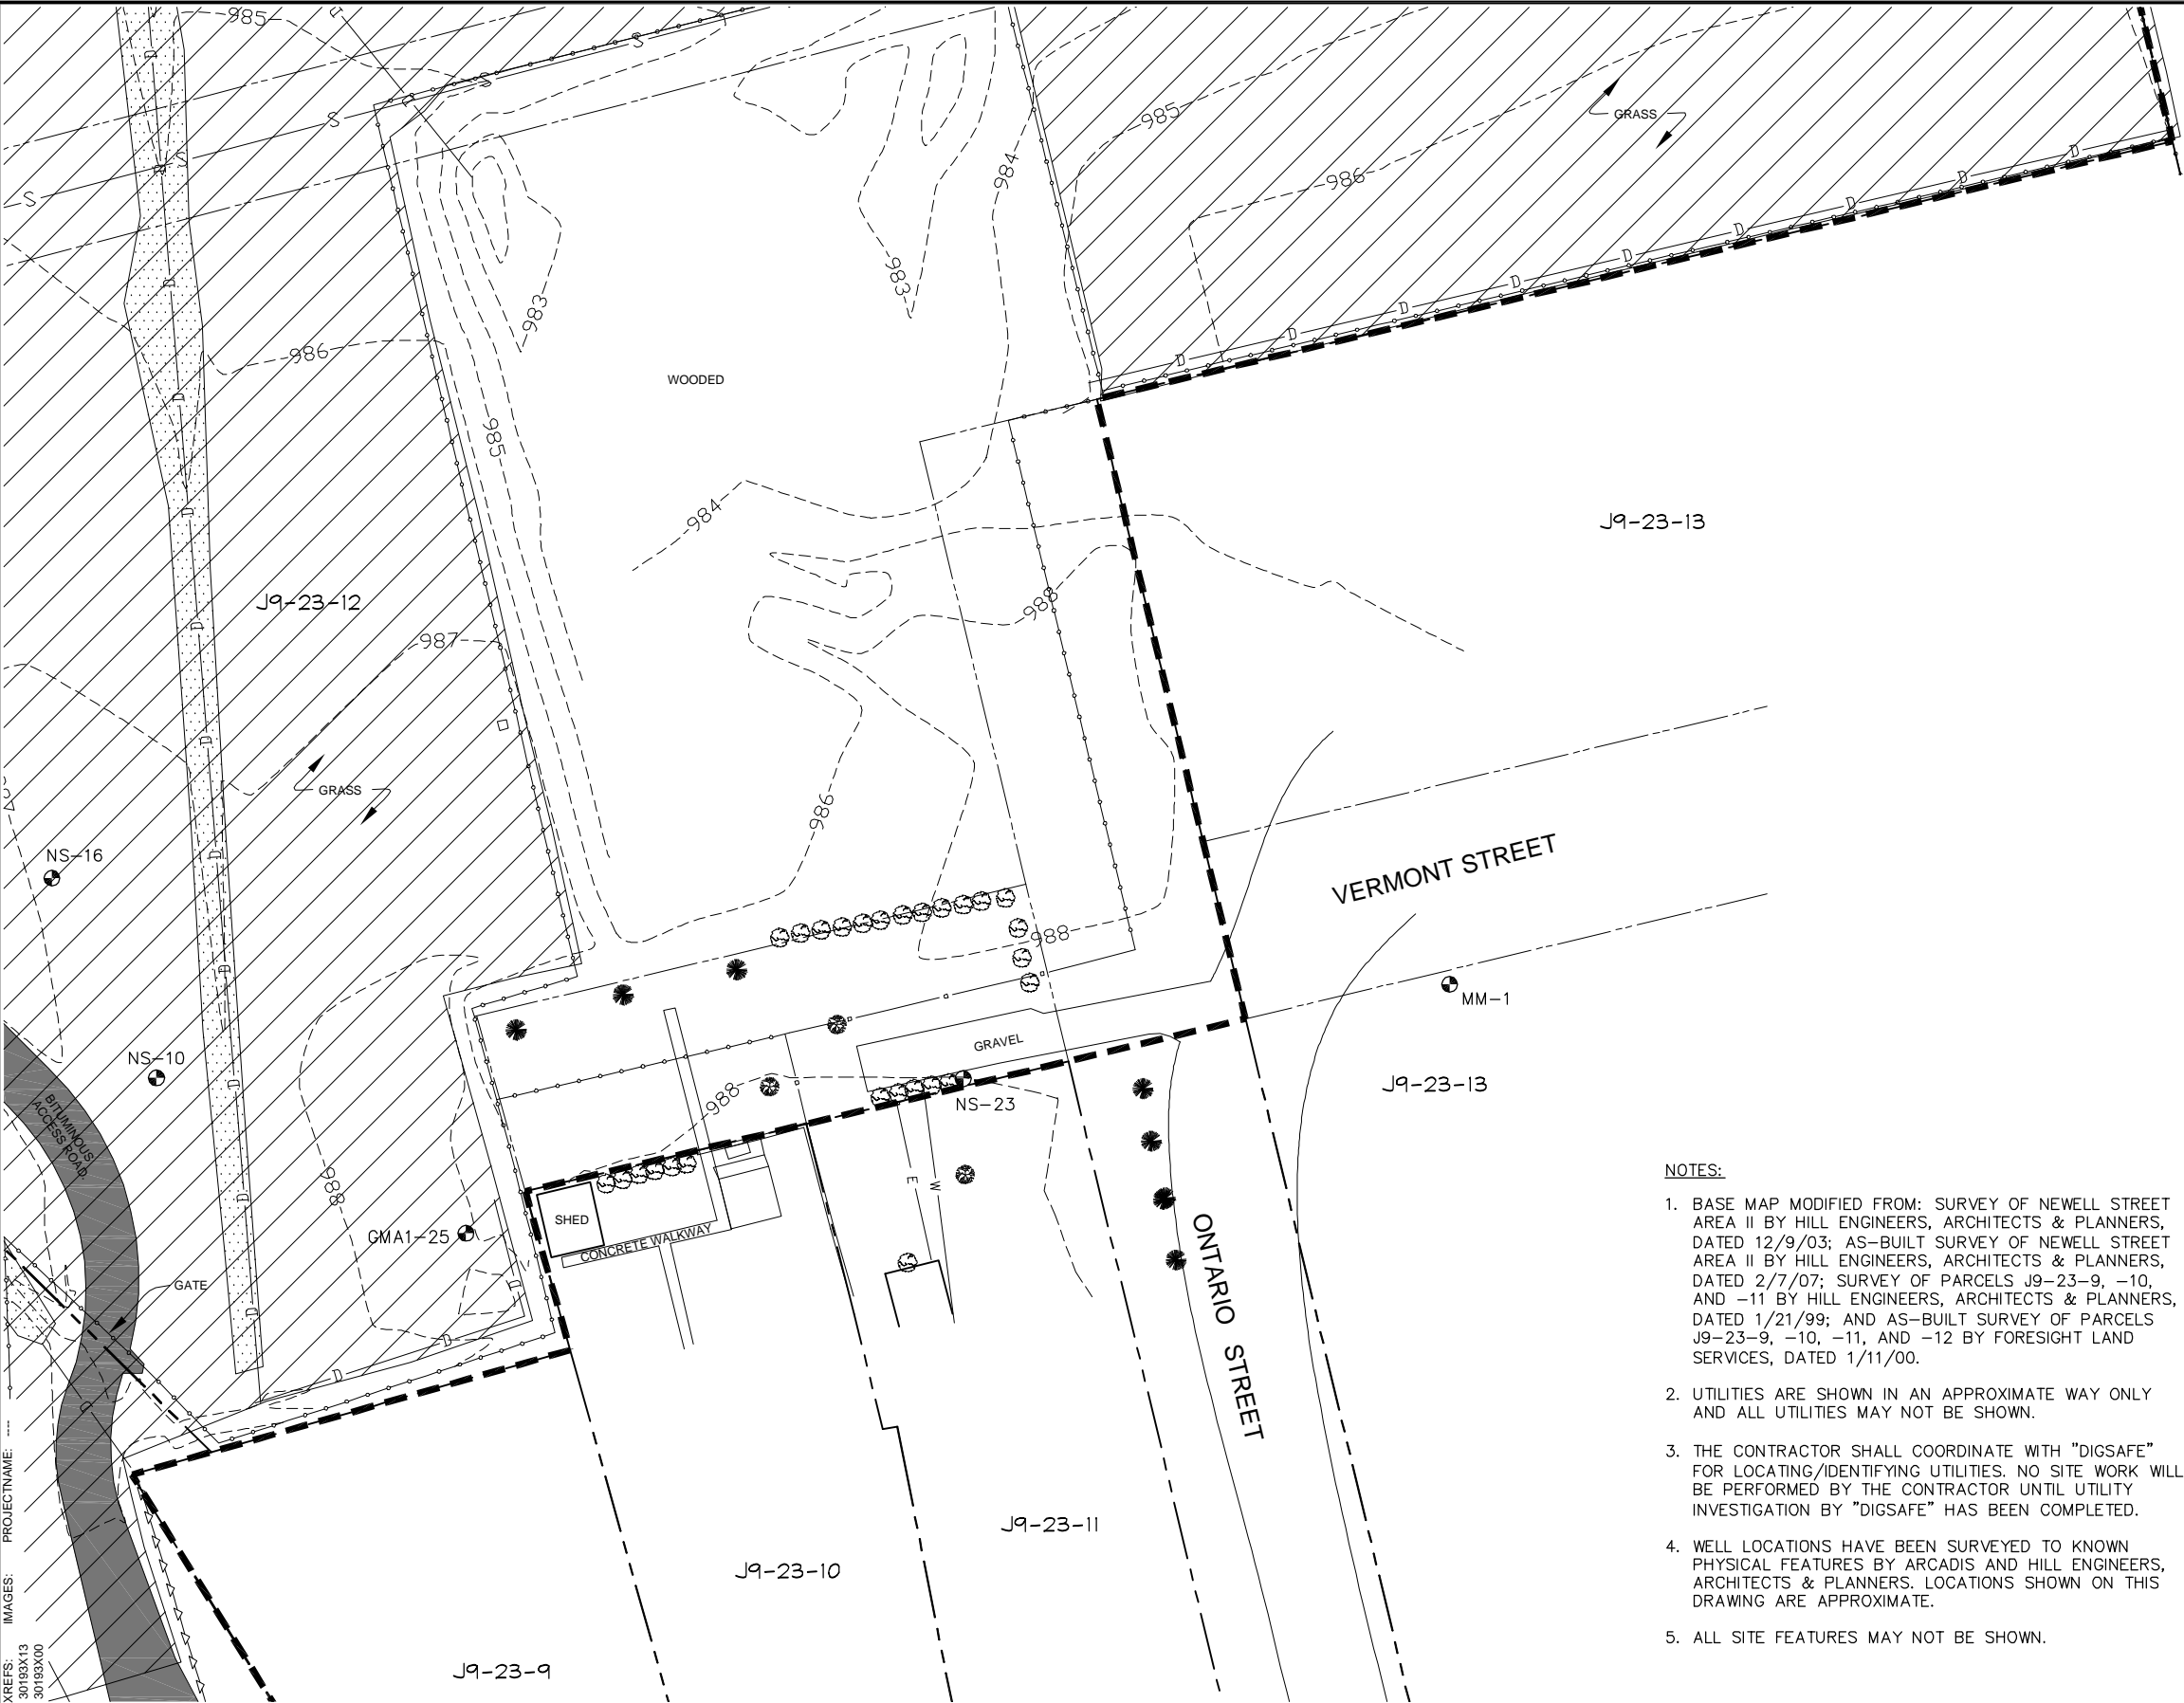 985
S
S
S
S
S
985
GRASS
986
984
D
D
D
D
D
D
D
D
D
983
983
986
WOODED
985
984
J9-23-13
J9-23-12
988
987
GRASS
986
NS-16
VERMONT STREET
988
MM-1
GRAVEL
NS-10
J9-23-13
988
NS-23
BITUMINOUS
ACCESS ROAD
E
W
988
SHED
GMA1-25
CONCRETE WALKWAY
ONTARIO STREET
GATE
D
D
J9-23-11
J9-23-10
J9-23-9
NOTES:
1. BASE MAP MODIFIED FROM: SURVEY OF NEWELL STREET
AREA II BY HILL ENGINEERS, ARCHITECTS & PLANNERS,
DATED 12/9/03; AS-BUILT SURVEY OF NEWELL STREET
AREA II BY HILL ENGINEERS, ARCHITECTS & PLANNERS,
DATED 2/7/07; SURVEY OF PARCELS J9-23-9, -10,
AND -11 BY HILL ENGINEERS, ARCHITECTS & PLANNERS,
DATED 1/21/99; AND AS-BUILT SURVEY OF PARCELS
J9-23-9, -10, -11, AND -12 BY FORESIGHT LAND
SERVICES, DATED 1/11/00.
2. UTILITIES ARE SHOWN IN AN APPROXIMATE WAY ONLY
AND ALL UTILITIES MAY NOT BE SHOWN.
3. THE CONTRACTOR SHALL COORDINATE WITH "DIGSAFE"
FOR LOCATING/IDENTIFYING UTILITIES. NO SITE WORK WILL
BE PERFORMED BY THE CONTRACTOR UNTIL UTILITY
INVESTIGATION BY "DIGSAFE" HAS BEEN COMPLETED.
4. WELL LOCATIONS HAVE BEEN SURVEYED TO KNOWN
PHYSICAL FEATURES BY ARCADIS AND HILL ENGINEERS,
ARCHITECTS & PLANNERS. LOCATIONS SHOWN ON THIS
DRAWING ARE APPROXIMATE.
5. ALL SITE FEATURES MAY NOT BE SHOWN.
XREFS: IMAGES: PROJECTNAME: ----
30193X13
30193X00